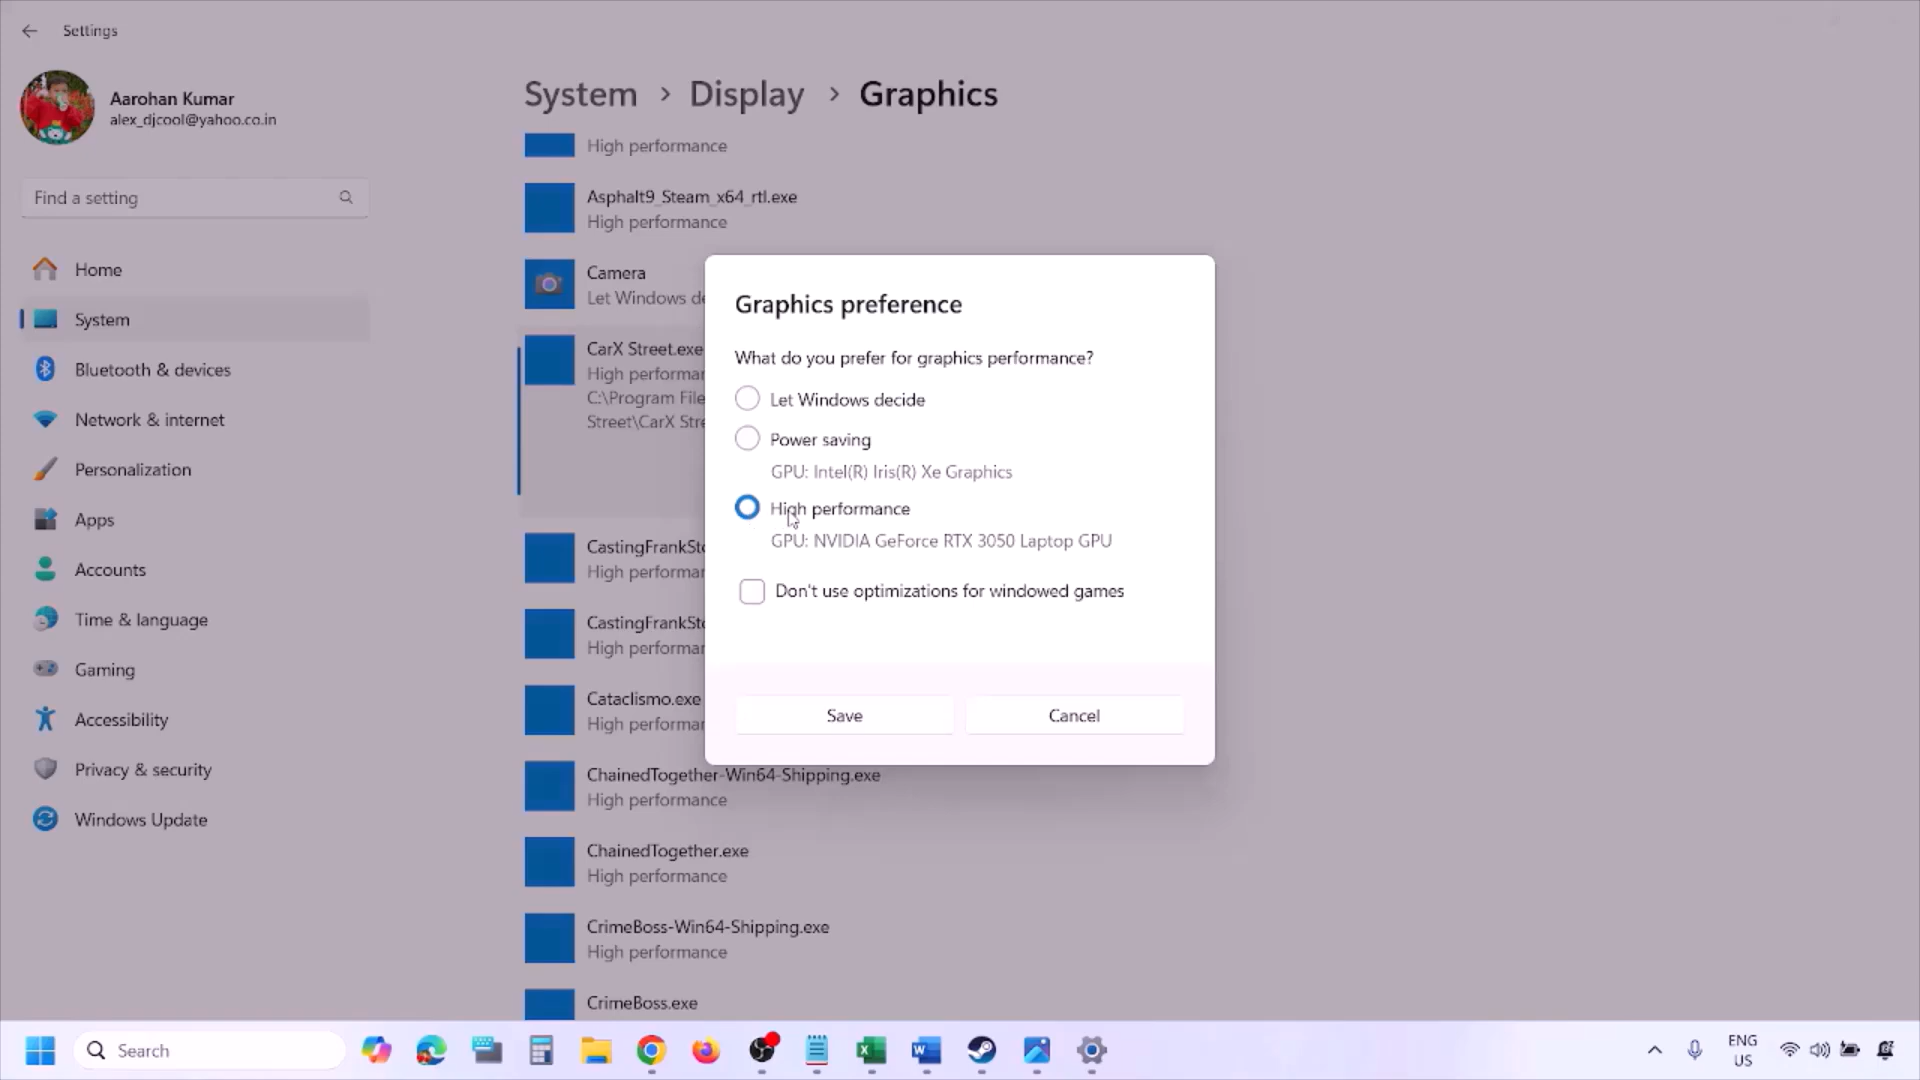 Settings
Aarohan Kumar
alex_djcool@yahoo.co.in
Find a setting
Home
System
Bluetooth & devices
Network & internet
Personalization
Apps
Accounts
Time & language
Gaming
Accessibility
Privacy & security
Windows Update
System > Display > Graphics
High performance
Asphalt9_Steam_x64_rtl.exe
High performance
Camera
Let Windows de
CarX Street.exe
High performan
C:\Program File
Street\CarX Stre
CastingFrankSto
High performan
CastingFrankSto
High performan
Cataclismo.exe
High performan
ChainedTogether-Win64-Shipping.exe
High performance
ChainedTogether.exe
High performance
CrimeBoss-Win64-Shipping.exe
High performance
CrimeBoss.exe
Graphics preference
What do you prefer for graphics performance?
Let Windows decide
Power saving
GPU: Intel(R) Iris(R) Xe Graphics
High performance
GPU: NVIDIA GeForce RTX 3050 Laptop GPU
Don't use optimizations for windowed games
Save
Cancel
Search
ENG
US